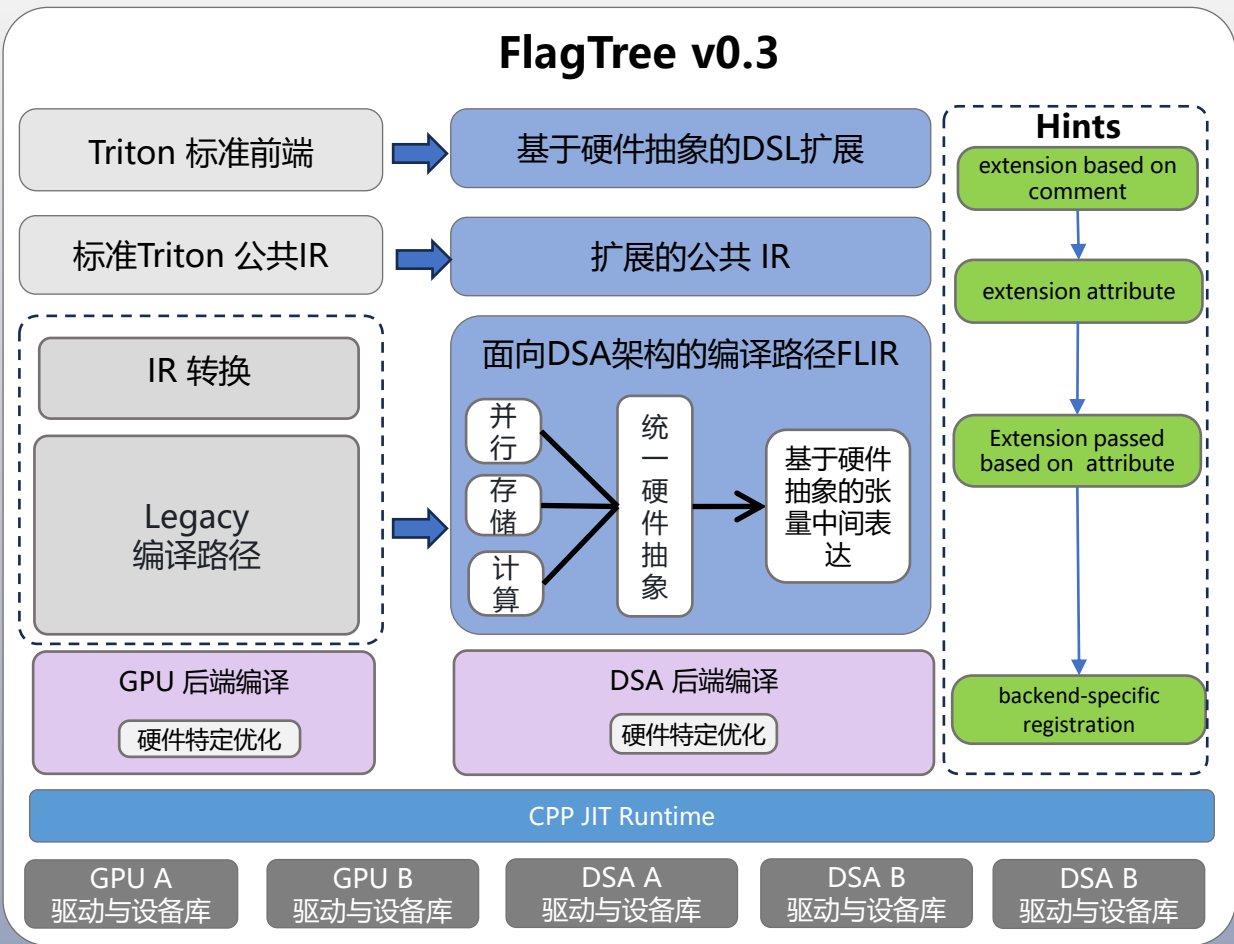 FlagTree v0.3
Triton 标准前端
基于硬件抽象的DSL扩展
标准Triton 公共IR
扩展的公共 IR
IR 转换
Legacy
编译路径
面向DSA架构的编译路径FLIR
并
行
存
储
计
算
统
一
硬
件
抽
象
基于硬件
抽象的张
量中间表
达
GPU 后端编译
硬件特定优化
DSA 后端编译
硬件特定优化
Hints
extension based on
comment
extension attribute
Extension passed
based on attribute
backend-specific
registration
CPP JIT Runtime
GPU A
驱动与设备库
GPU B
驱动与设备库
DSA A
驱动与设备库
DSA B
驱动与设备库
DSA B
驱动与设备库